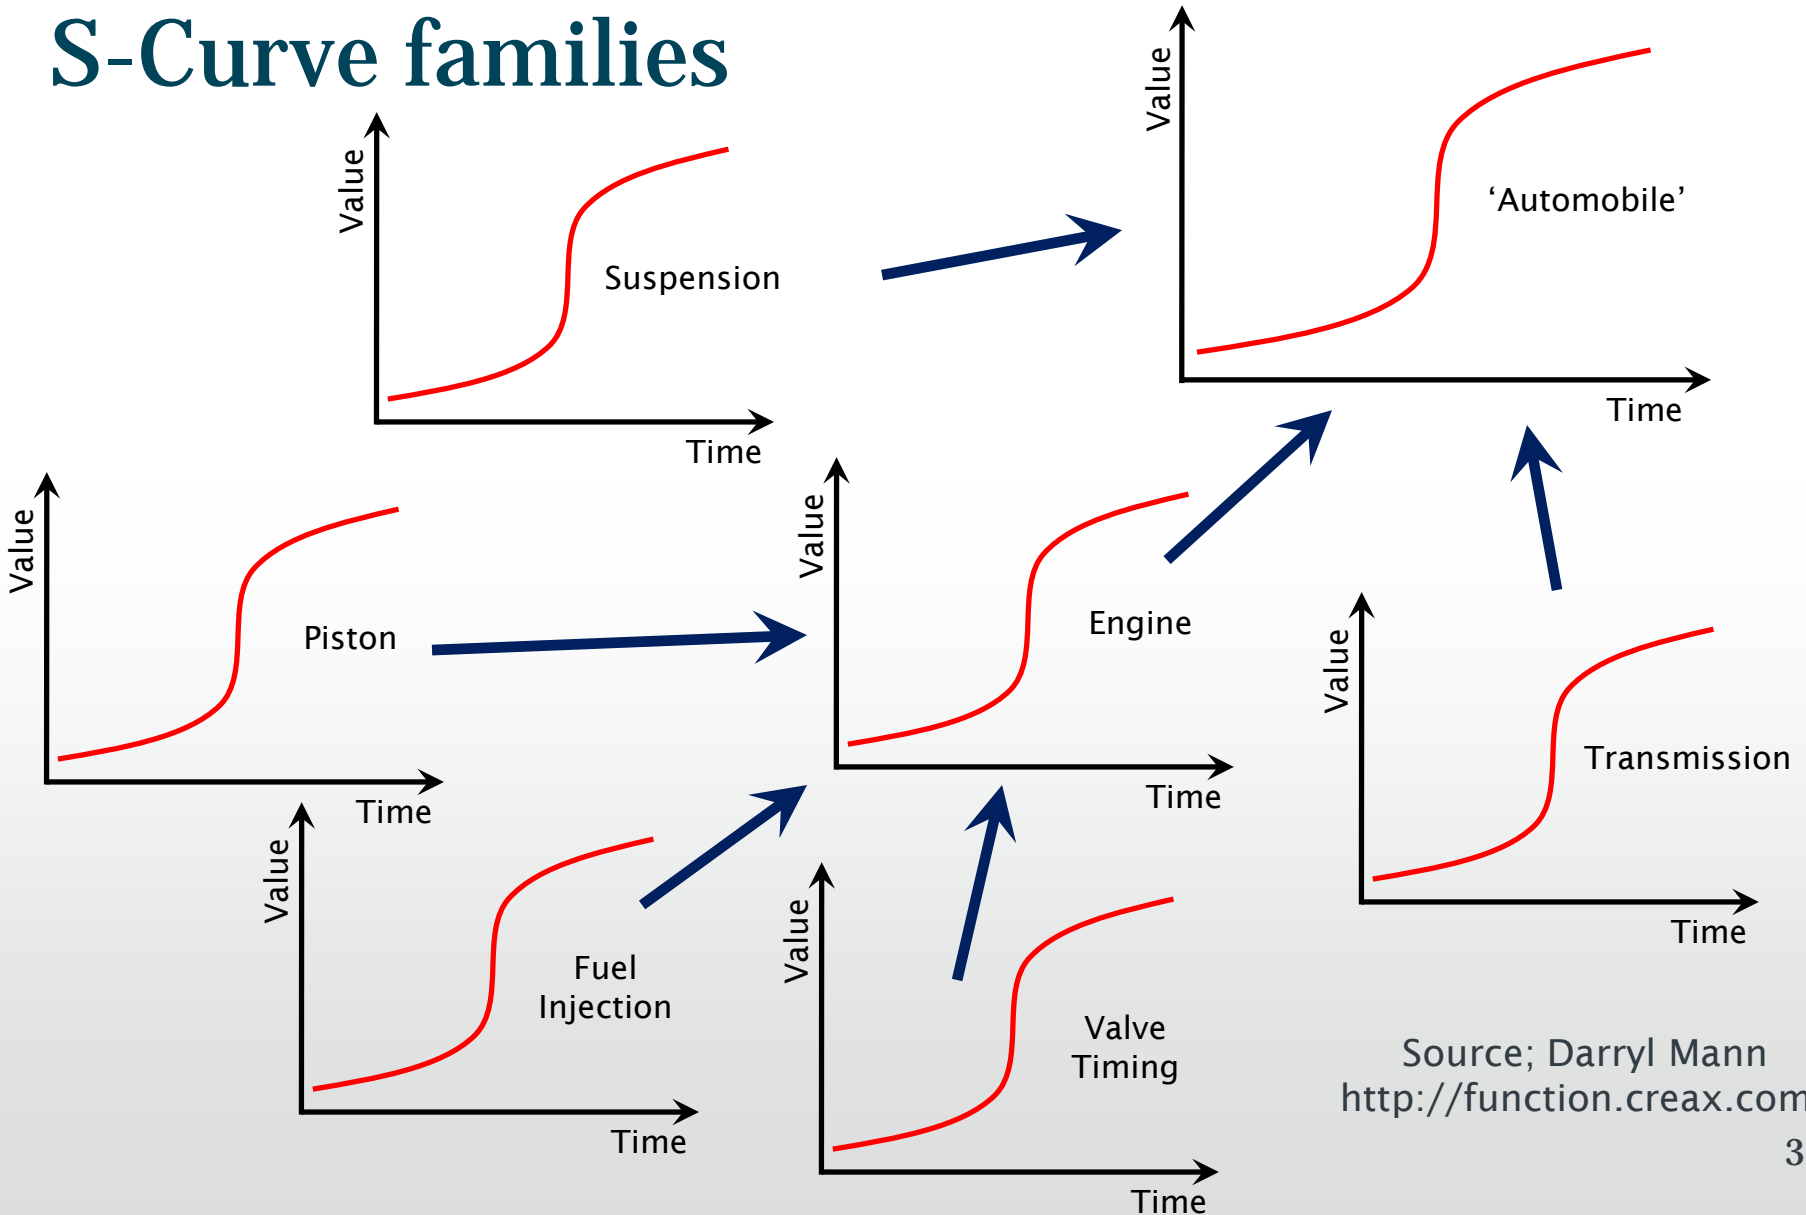 S-Curve families
Value
Suspension
Time
Value
'Automobile'
Time
Value
Piston
Time
Value
Engine
Time
Value
Transmission
Time
Value
Fuel
Injection
Time
Value
Valve
Timing
Time
Source; Darryl Mann
http://function.creax.com
3